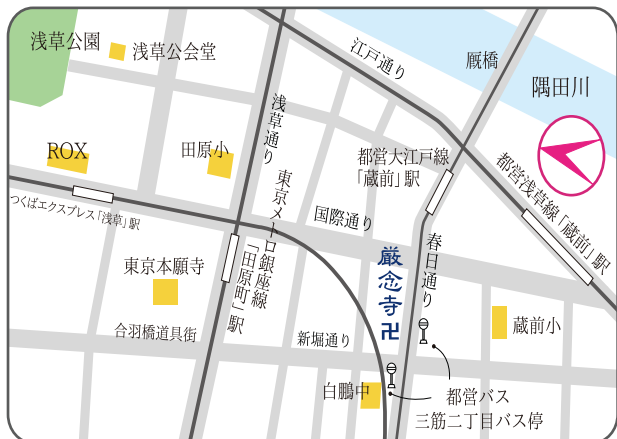 浅草公園
浅草公会堂
江戸通り
厩橋
隅田川
浅草通り
ROX
田原小
都営大江戸線
「蔵前」駅
都営浅草線「蔵前」駅
つくばエクスプレス「浅草」駅
東京メトロ銀座線
「田原町」駅
国際通り
春日通り
厳念寺卍
東京本願寺
合羽橋道具街
新堀通り
蔵前小
白鵬中
都営バス
三筋二丁目バス停